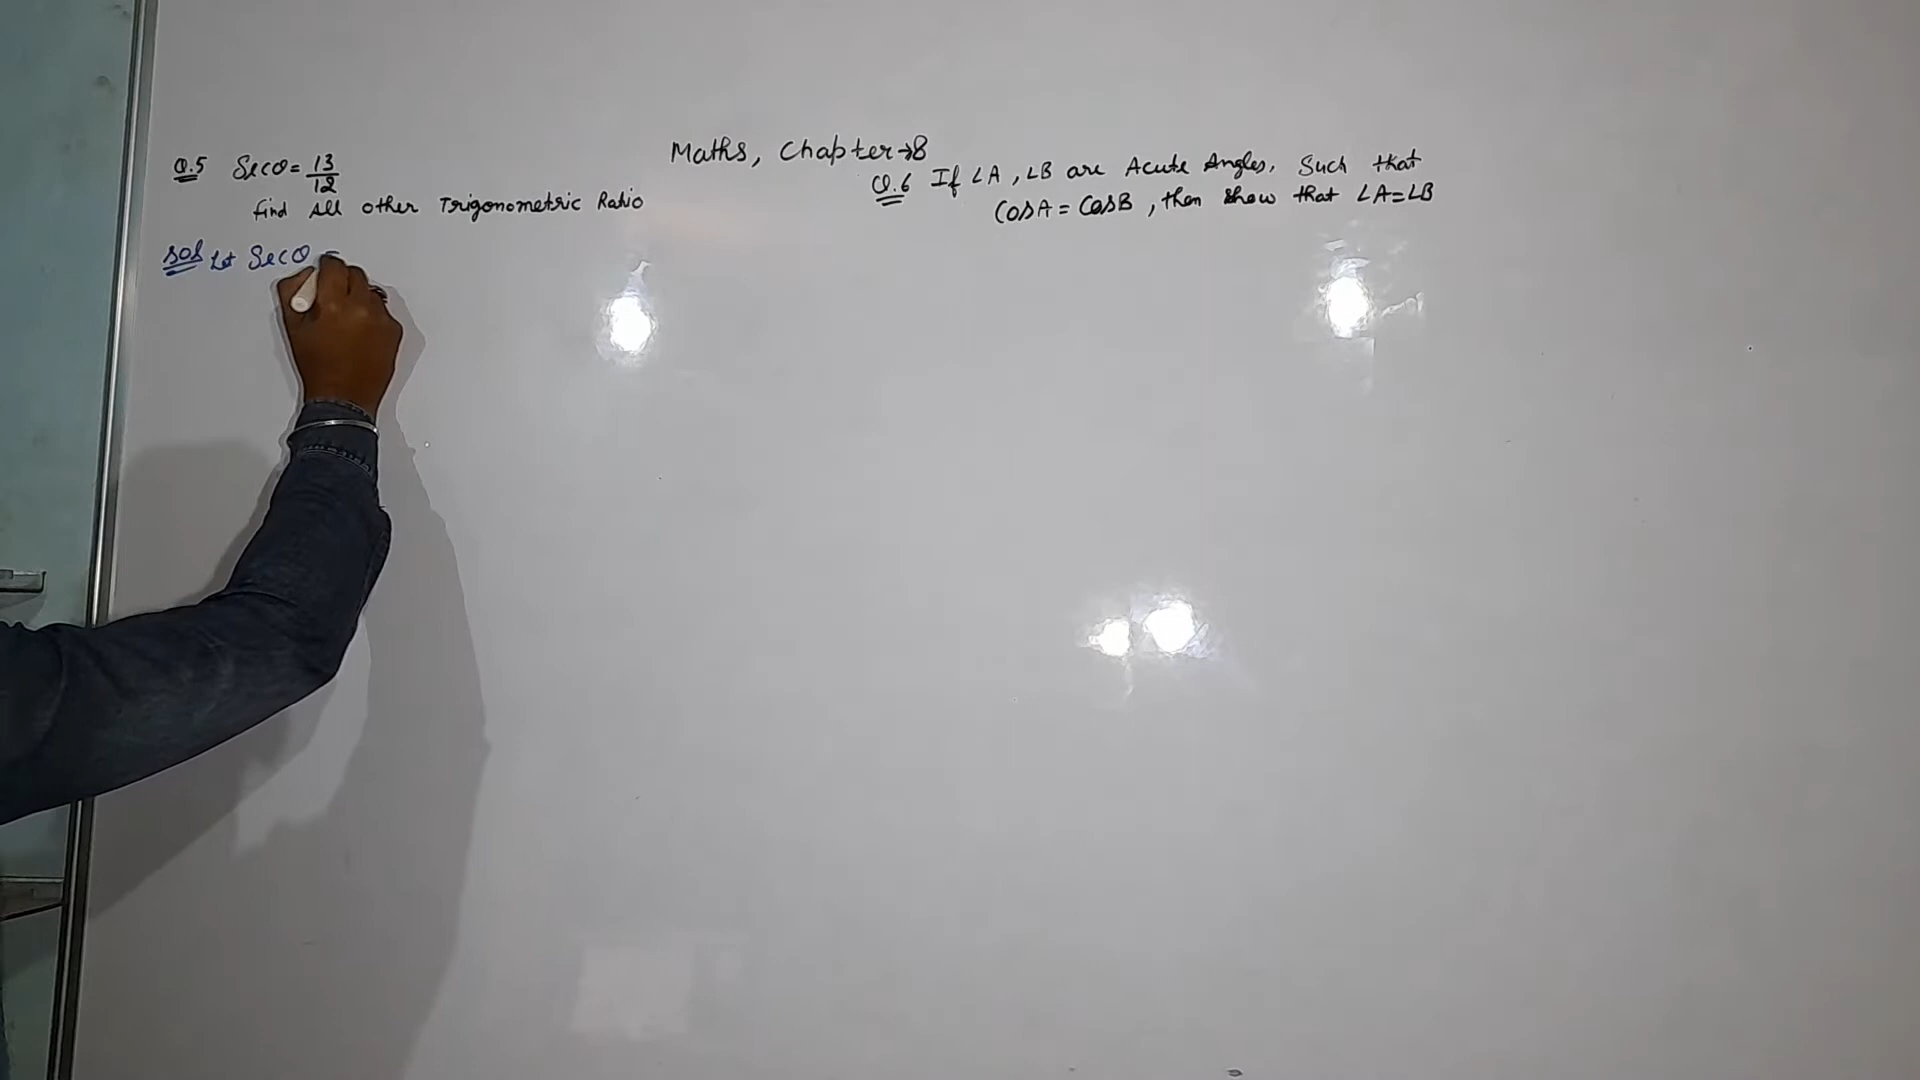 Maths, Chapter→8
Q.5 Secθ = 13/12
find All other Trigonometric Ratio
Sol Let Secθ =
Q.6 If ∠A, ∠B are Acute Angles, Such that
CosA = CosB, then show that ∠A=∠B